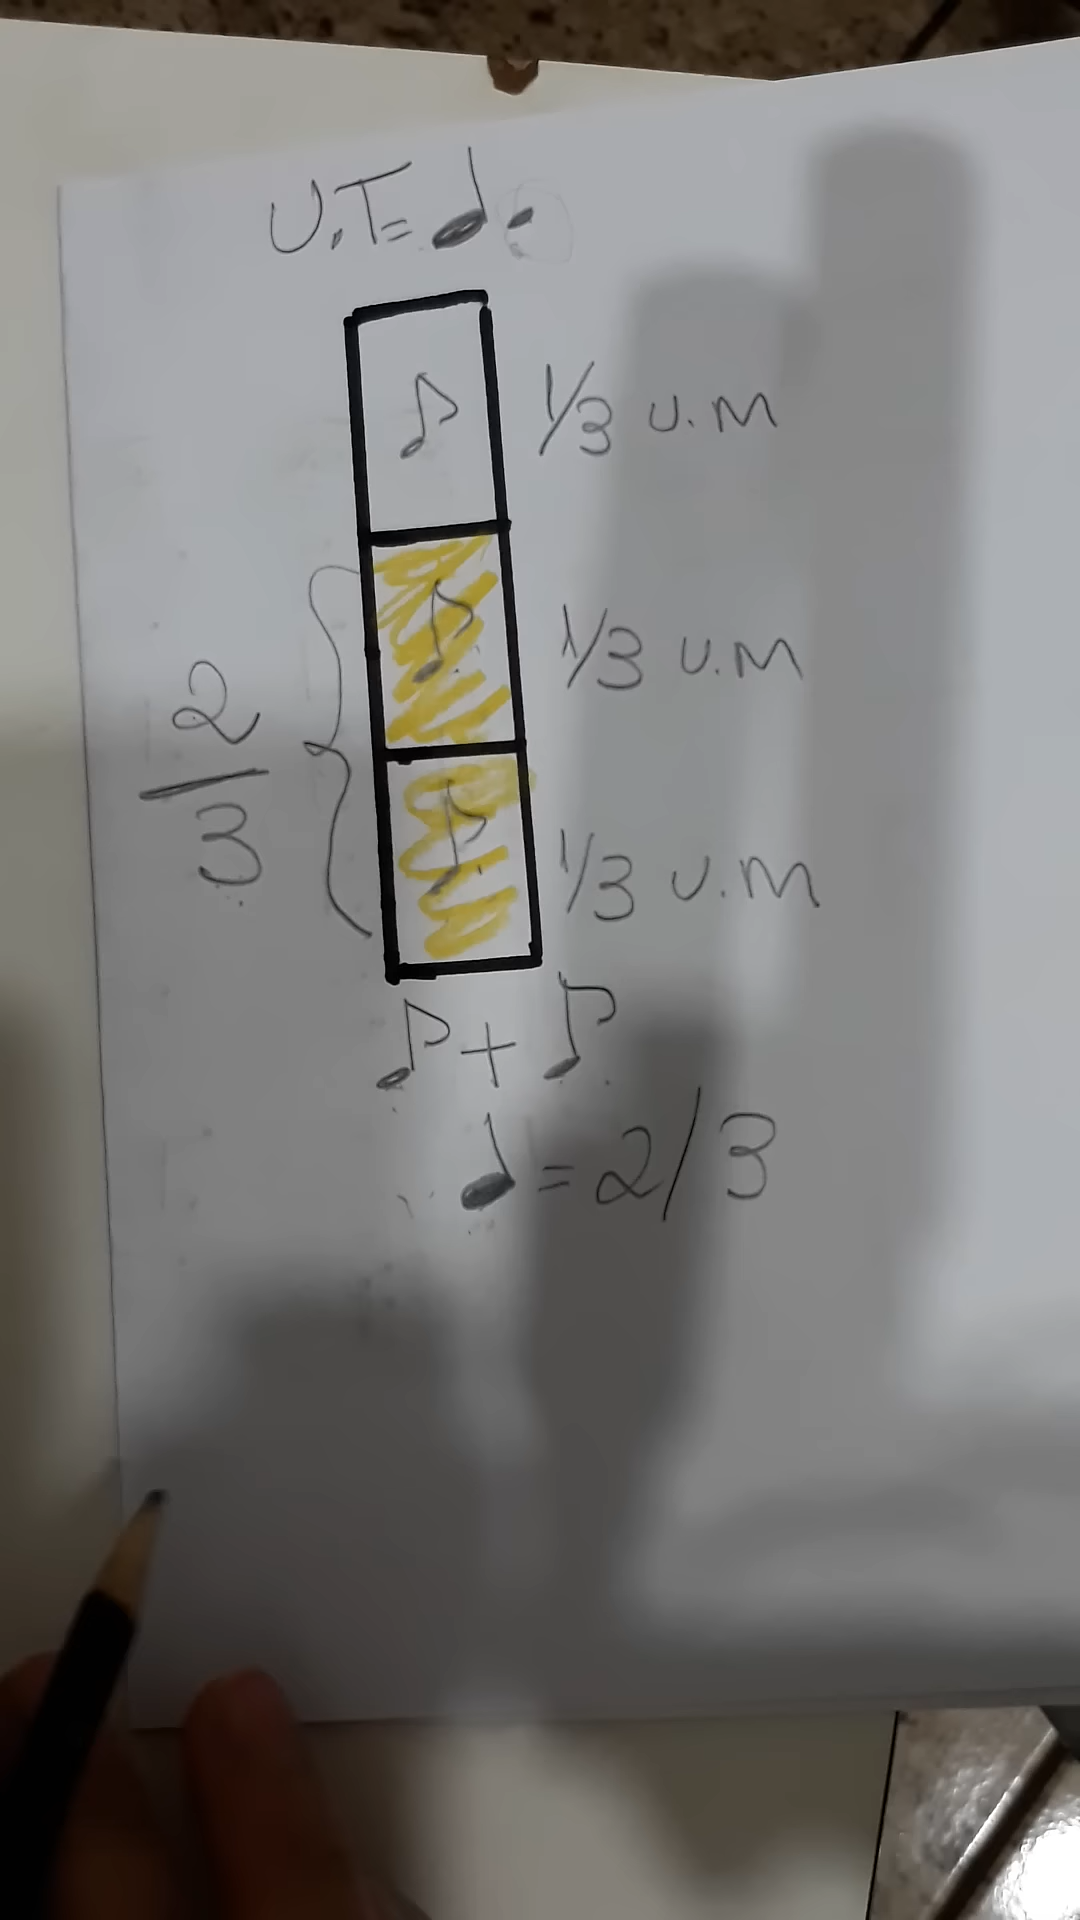 U.T= ♩.
♪ 1/3 U.M
♪ 1/3 U.M
2/3
♪ 1/3 U.M
♪ + ♪
♩ = 2/3